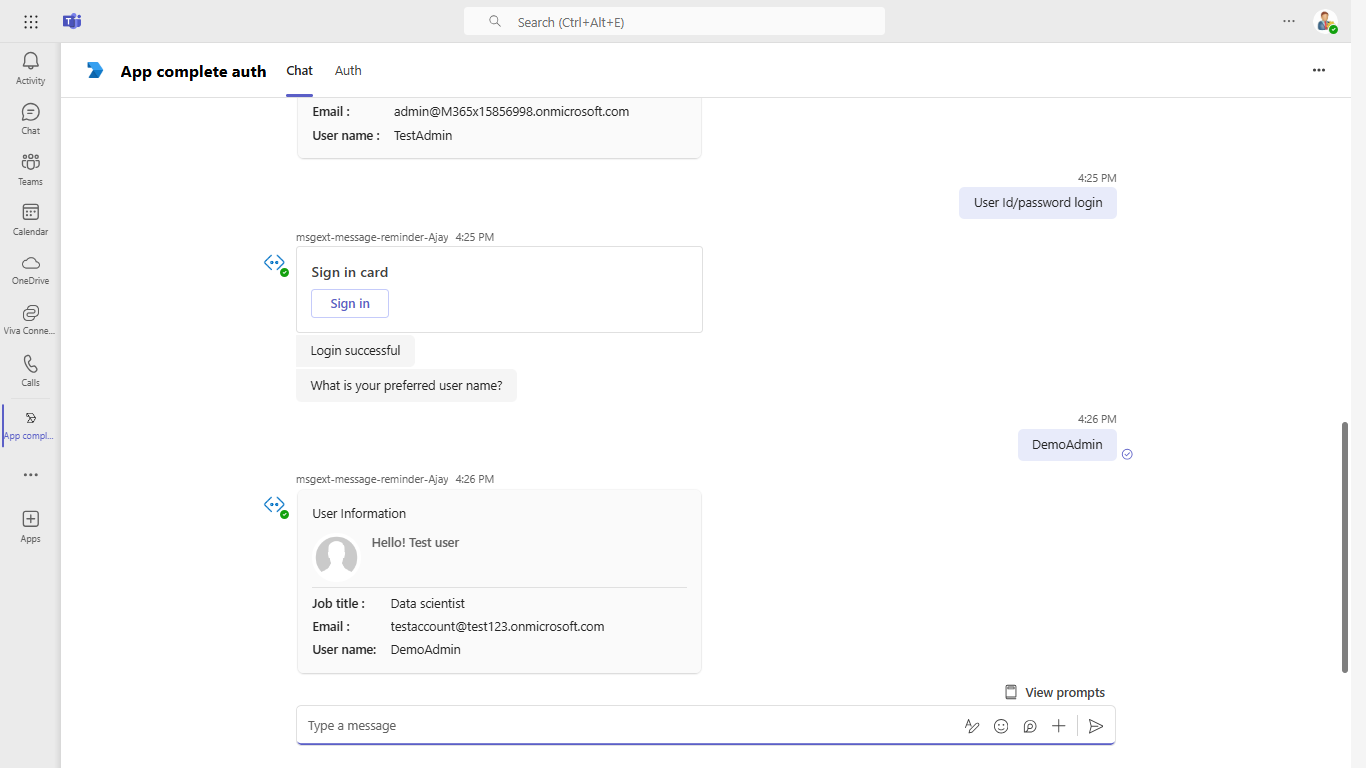 Search (Ctrl+Alt+E)
App complete auth
Chat
Auth
Activity
Chat
Teams
Calendar
OneDrive
Viva Conne...
Calls
App compl...
Apps
Email : admin@M365x15856998.onmicrosoft.com
User name : TestAdmin
4:25 PM
User Id/password login
msgext-message-reminder-Ajay 4:25 PM
Sign in card
Sign in
Login successful
What is your preferred user name?
4:26 PM
DemoAdmin
msgext-message-reminder-Ajay 4:26 PM
User Information
Hello! Test user
Job title : Data scientist
Email : testaccount@test123.onmicrosoft.com
User name: DemoAdmin
View prompts
Type a message